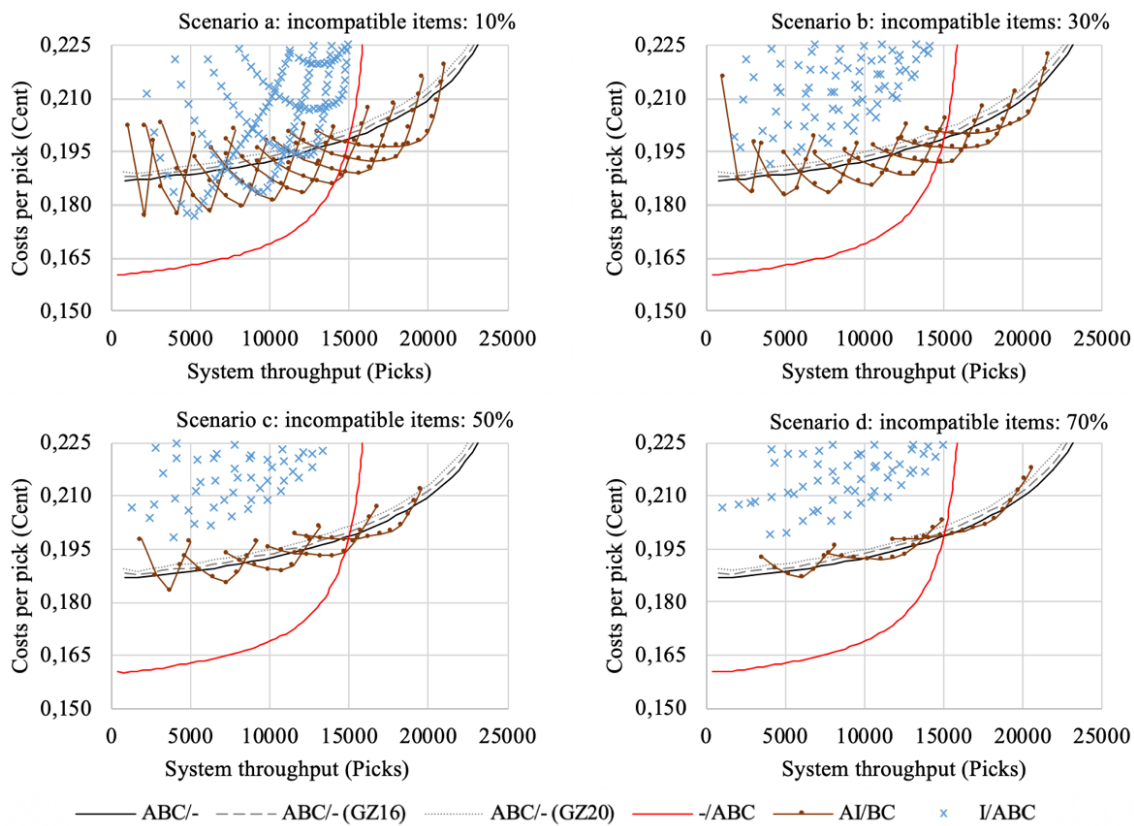 Scenario a: incompatible items: 10%
Costs per pick (Cent)
0,225
0,210
0,195
0,180
0,165
0,150
0 5000 10000 15000 20000 25000
System throughput (Picks)
Scenario b: incompatible items: 30%
Costs per pick (Cent)
0,225
0,210
0,195
0,180
0,165
0,150
0 5000 10000 15000 20000 25000
System throughput (Picks)
Scenario c: incompatible items: 50%
Costs per pick (Cent)
0,225
0,210
0,195
0,180
0,165
0,150
0 5000 10000 15000 20000 25000
System throughput (Picks)
Scenario d: incompatible items: 70%
Costs per pick (Cent)
0,225
0,210
0,195
0,180
0,165
0,150
0 5000 10000 15000 20000 25000
System throughput (Picks)
ABC/- ABC/- (GZ16) ABC/- (GZ20) -/ABC AI/BC I/ABC